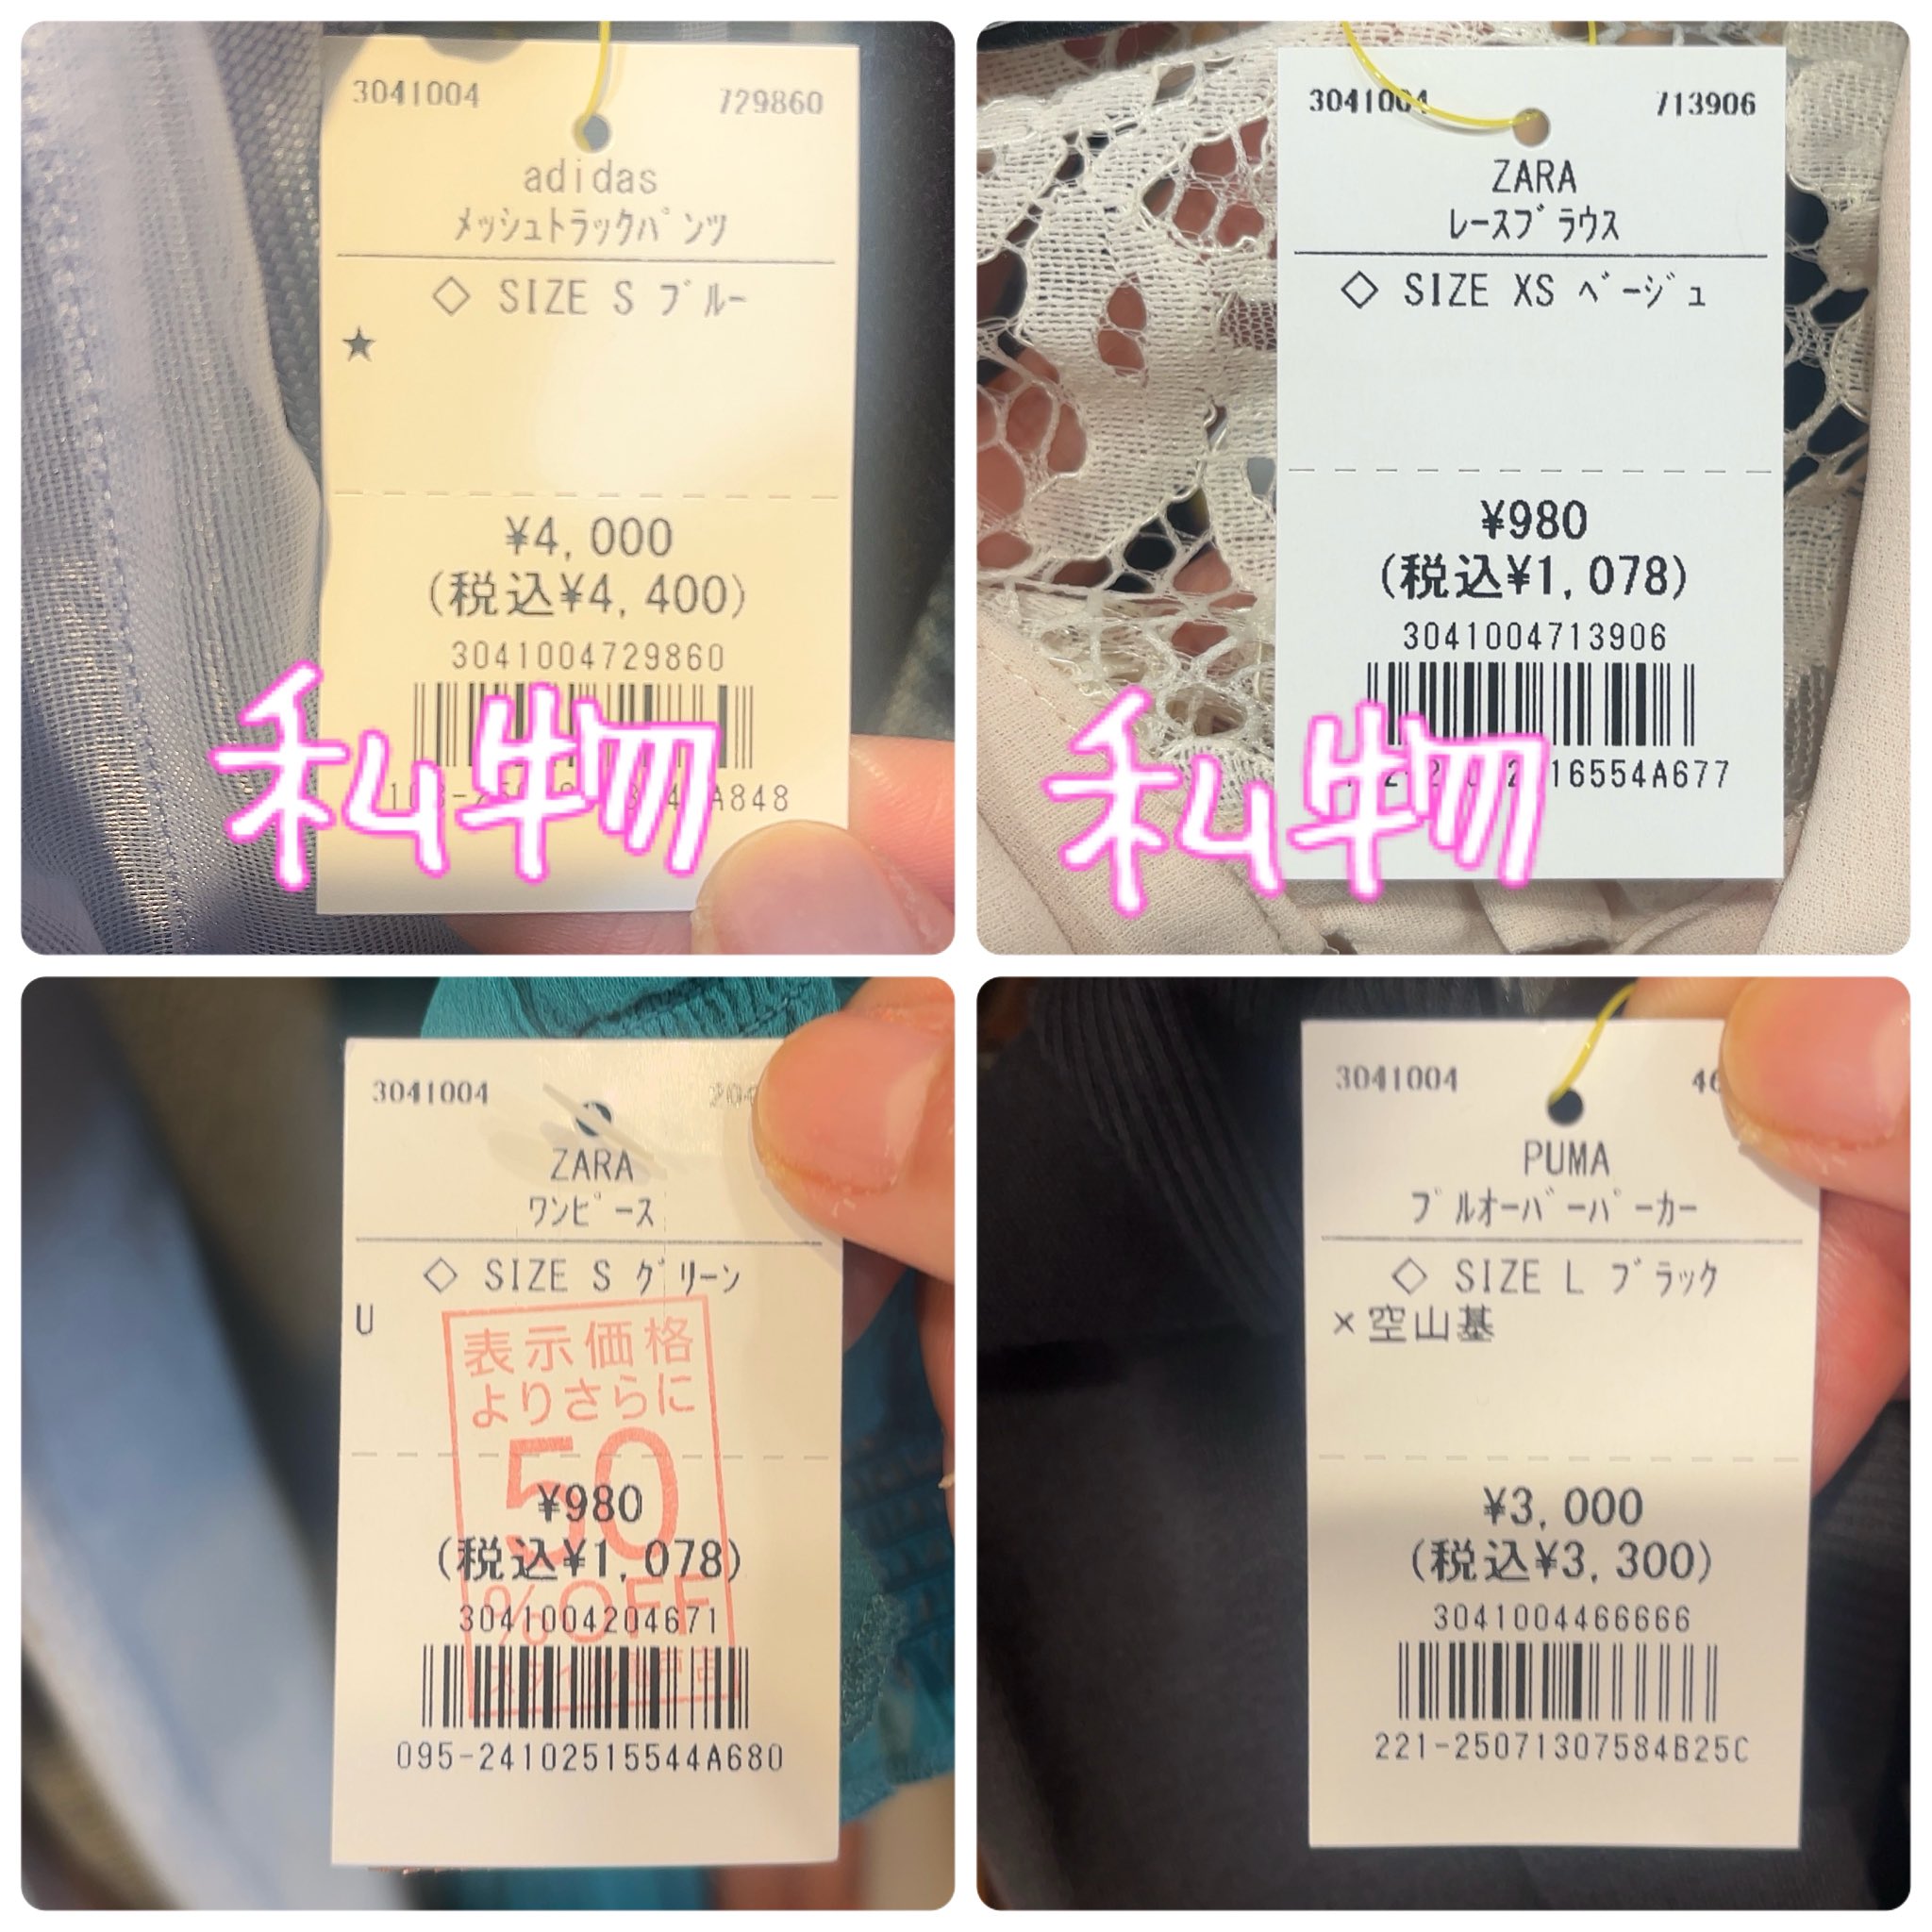 3041004 729860
adidas
メッシュトラックパンツ
◇ SIZE S ブルー
★
¥4,000
(税込¥4,400)
3041004729860
A848
私物
3041004 713906
ZARA
レースブラウス
◇ SIZE XS ベージュ
¥980
(税込¥1,078)
3041004713906
16554A677
私物
3041004 204
ZARA
ワンピース
◇ SIZE S グリーン
U
表示価格
よりさらに
50
%OFF
¥980
(税込¥1,078)
3041004204671
095-24102515544A680
3041004 46
PUMA
プルオーバーパーカー
◇ SIZE L ブラック
×空山基
¥3,000
(税込¥3,300)
3041004466666
221-25071307584B25C